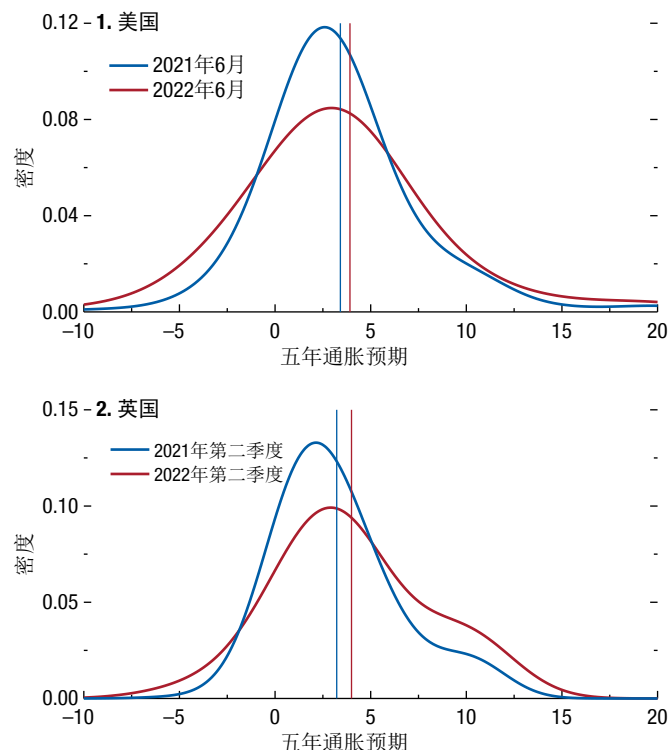 1. 美国
2021年6月
2022年6月
密度
0.12
0.08
0.04
0.00
–10 –5 0 5 10 15 20
五年通胀预期
2. 英国
2021年第二季度
2022年第二季度
密度
0.15
0.10
0.05
0.00
–10 –5 0 5 10 15 20
五年通胀预期